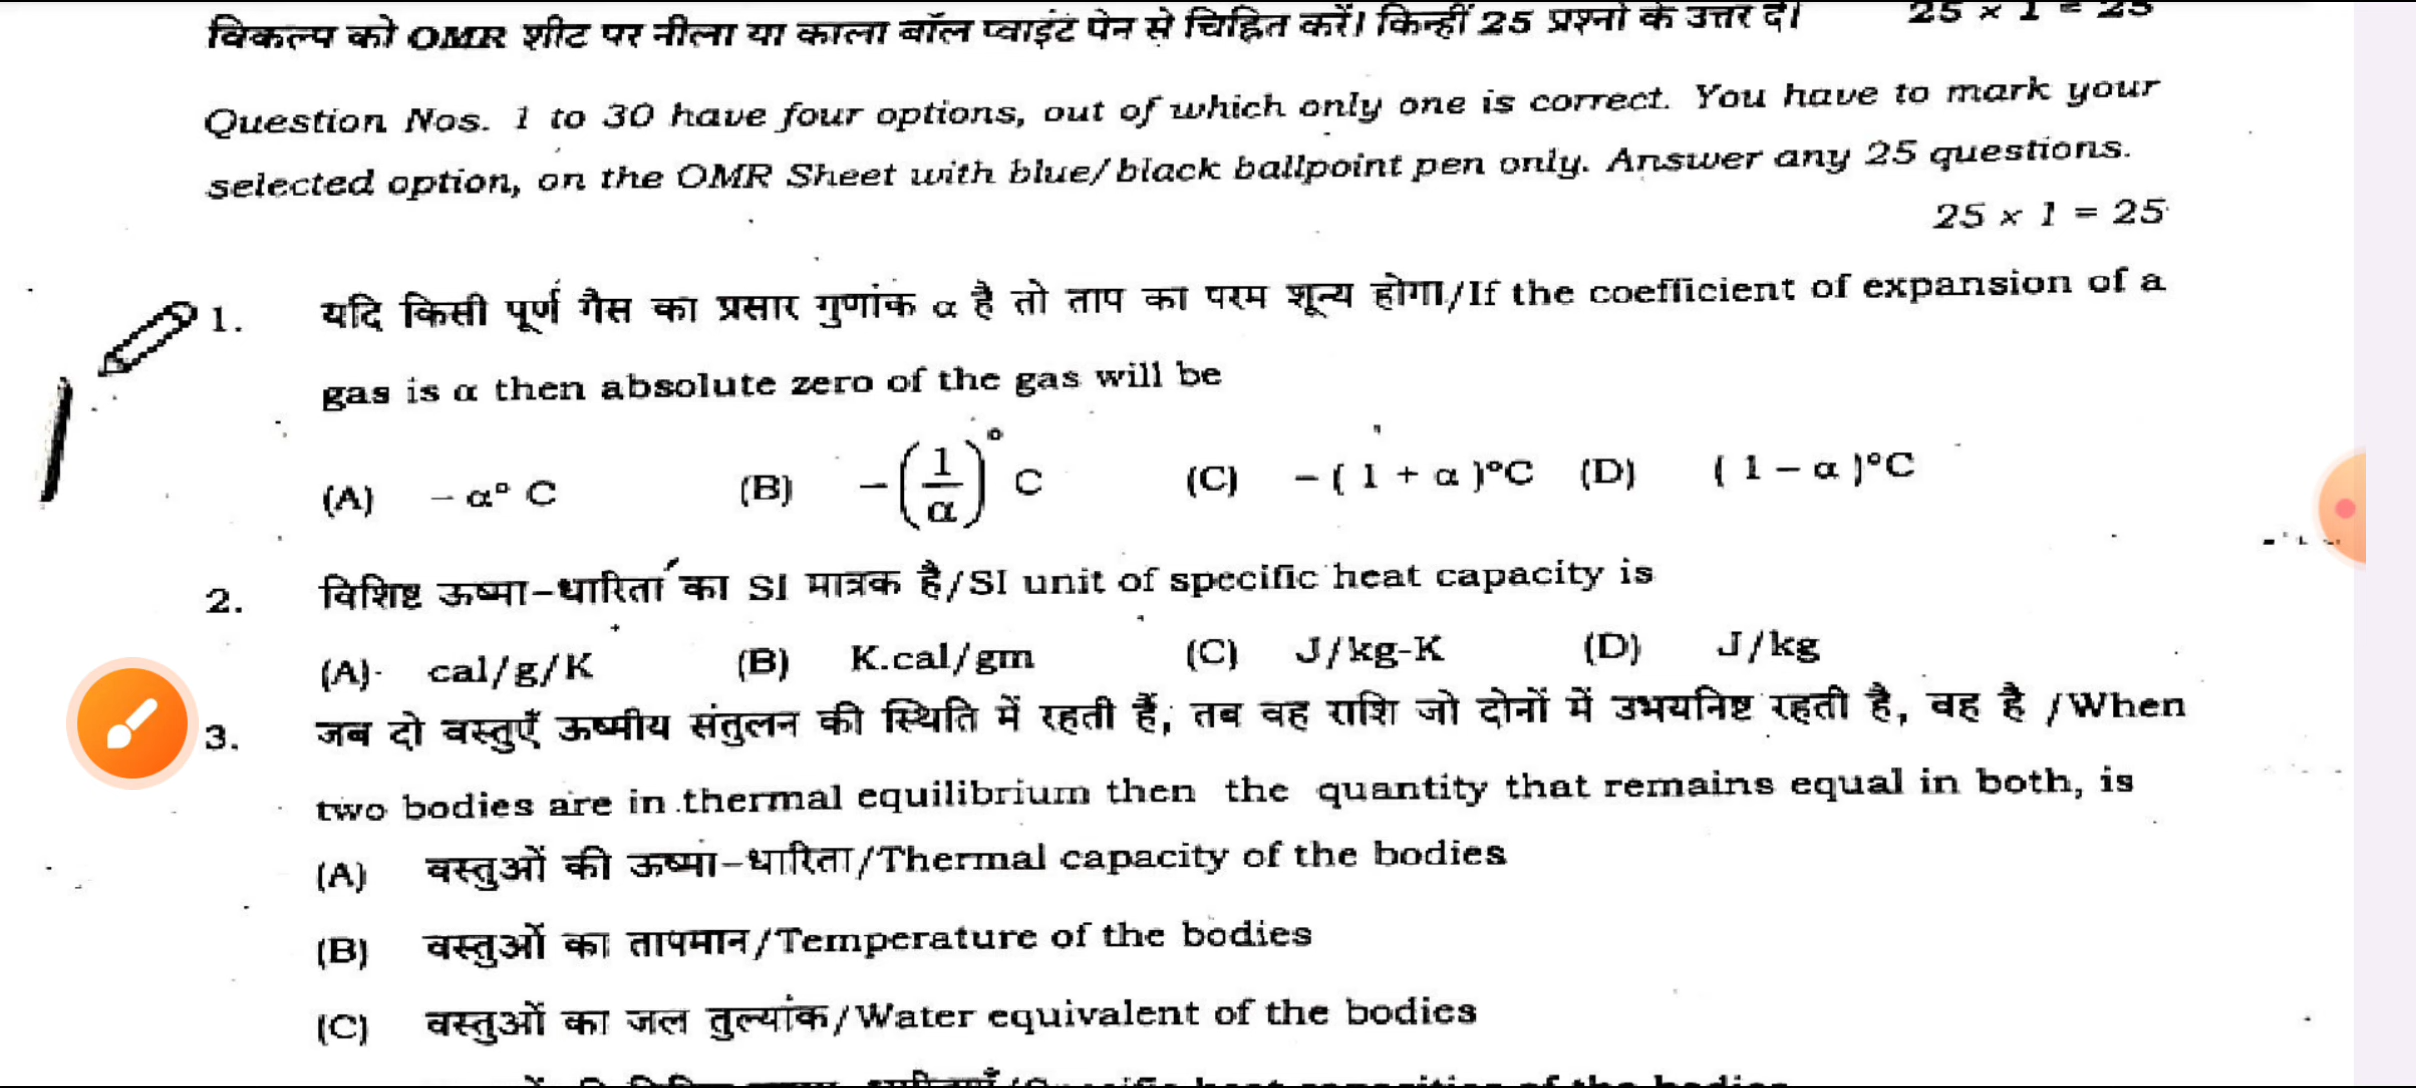 विकल्प को OMR शीट पर नीला या काला बॉल प्वाइंट पेन से चिह्नित करें। किन्हीं 25 प्रश्नों के उत्तर दें। 25 × 1 = 25
Question Nos. 1 to 30 have four options, out of which only one is correct. You have to mark your
selected option, on the OMR Sheet with blue/black ballpoint pen only. Answer any 25 questions.
25 × 1 = 25
1. यदि किसी पूर्ण गैस का प्रसार गुणांक α है तो ताप का परम शून्य होगा/If the coefficient of expansion of a
gas is α then absolute zero of the gas will be
(A) – α° C (B) –(1/α)° C (C) – ( 1 + α )°C (D) ( 1 – α )°C
2. विशिष्ट ऊष्मा-धारिता का SI मात्रक है/SI unit of specific heat capacity is
(A) cal/g/K (B) K.cal/gm (C) J/kg-K (D) J/kg
3. जब दो वस्तुएँ ऊष्मीय संतुलन की स्थिति में रहती हैं, तब वह राशि जो दोनों में उभयनिष्ट रहती है, वह है /When
two bodies are in thermal equilibrium then the quantity that remains equal in both, is
(A) वस्तुओं की ऊष्मा-धारिता/Thermal capacity of the bodies
(B) वस्तुओं का तापमान/Temperature of the bodies
(C) वस्तुओं का जल तुल्यांक/Water equivalent of the bodies